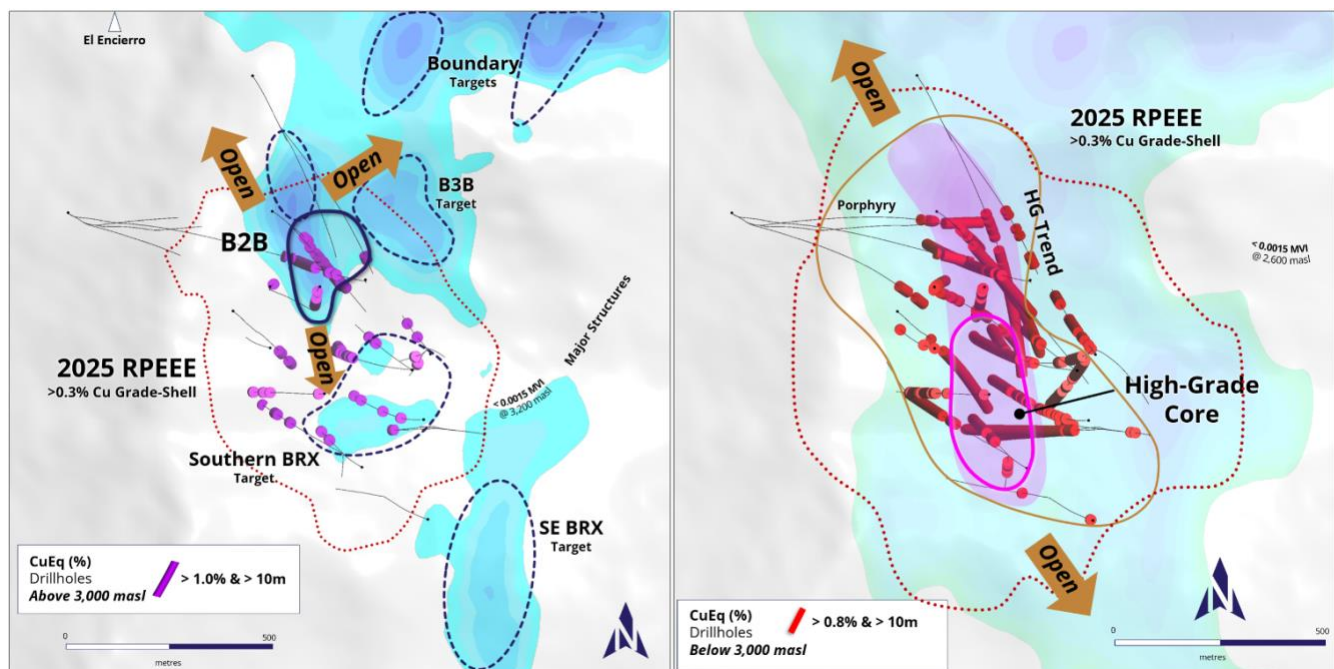 El Encierro
Boundary
Targets
Open
Open
B3B
Target
B2B
Open
Major Structures
2025 RPEEE
>0.3% Cu Grade-Shell
< 0.0015 MVI
@ 3,200 masl
Southern BRX
Target
SE BRX
Target
CuEq (%)
Drillholes
Above 3,000 masl
> 1.0% & > 10m
0
500
metres
N
Open
2025 RPEEE
>0.3% Cu Grade-Shell
Porphyry
HG Trend
< 0.0015 MVI
@ 2,600 masl
High-Grade
Core
Open
CuEq (%)
Drillholes
Below 3,000 masl
> 0.8% & > 10m
0
500
metres
N